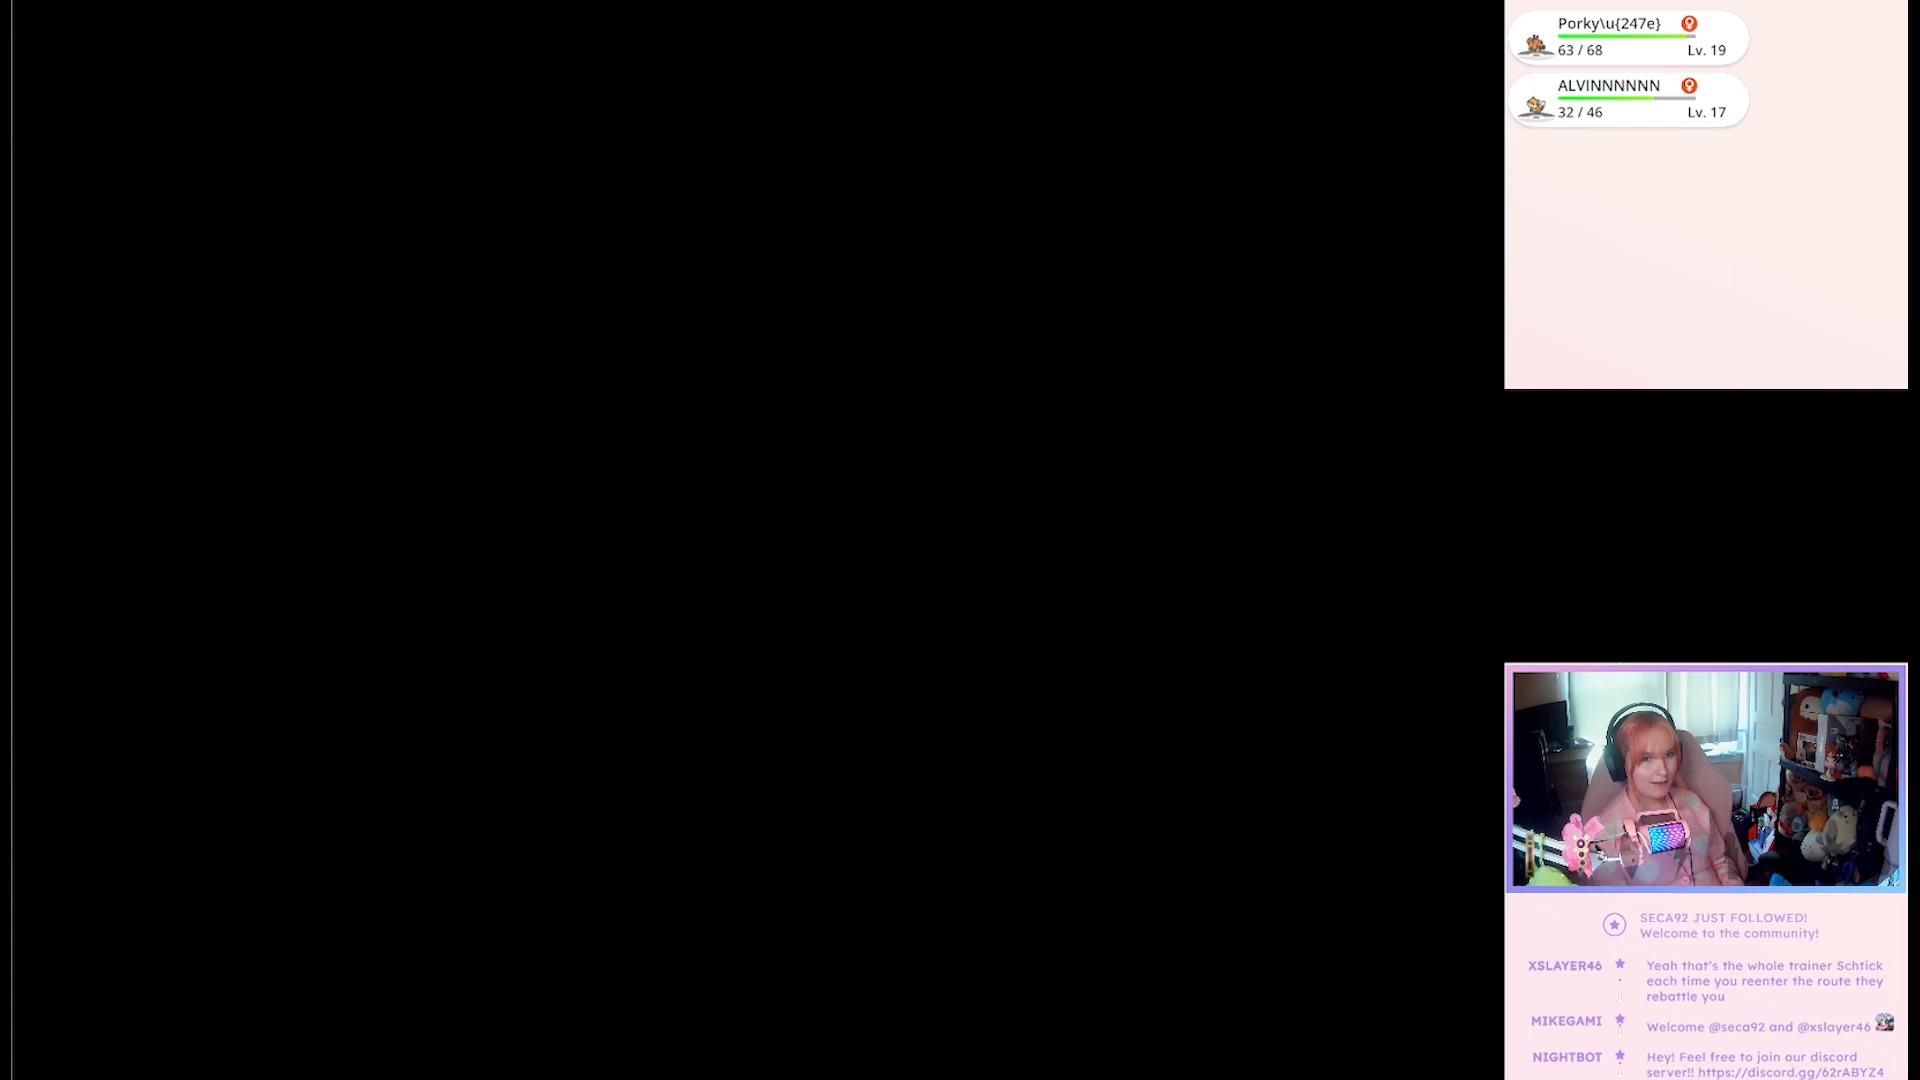 Porky\u{247e}
63 / 68 Lv. 19
ALVINNNNNN
32 / 46 Lv. 17
SECA92 JUST FOLLOWED!
Welcome to the community!
XSLAYER46 Yeah that's the whole trainer Schtick
each time you reenter the route they
rebattle you
MIKEGAMI Welcome @seca92 and @xslayer46
NIGHTBOT Hey! Feel free to join our discord
server!! https://discord.gg/62rABYZ4